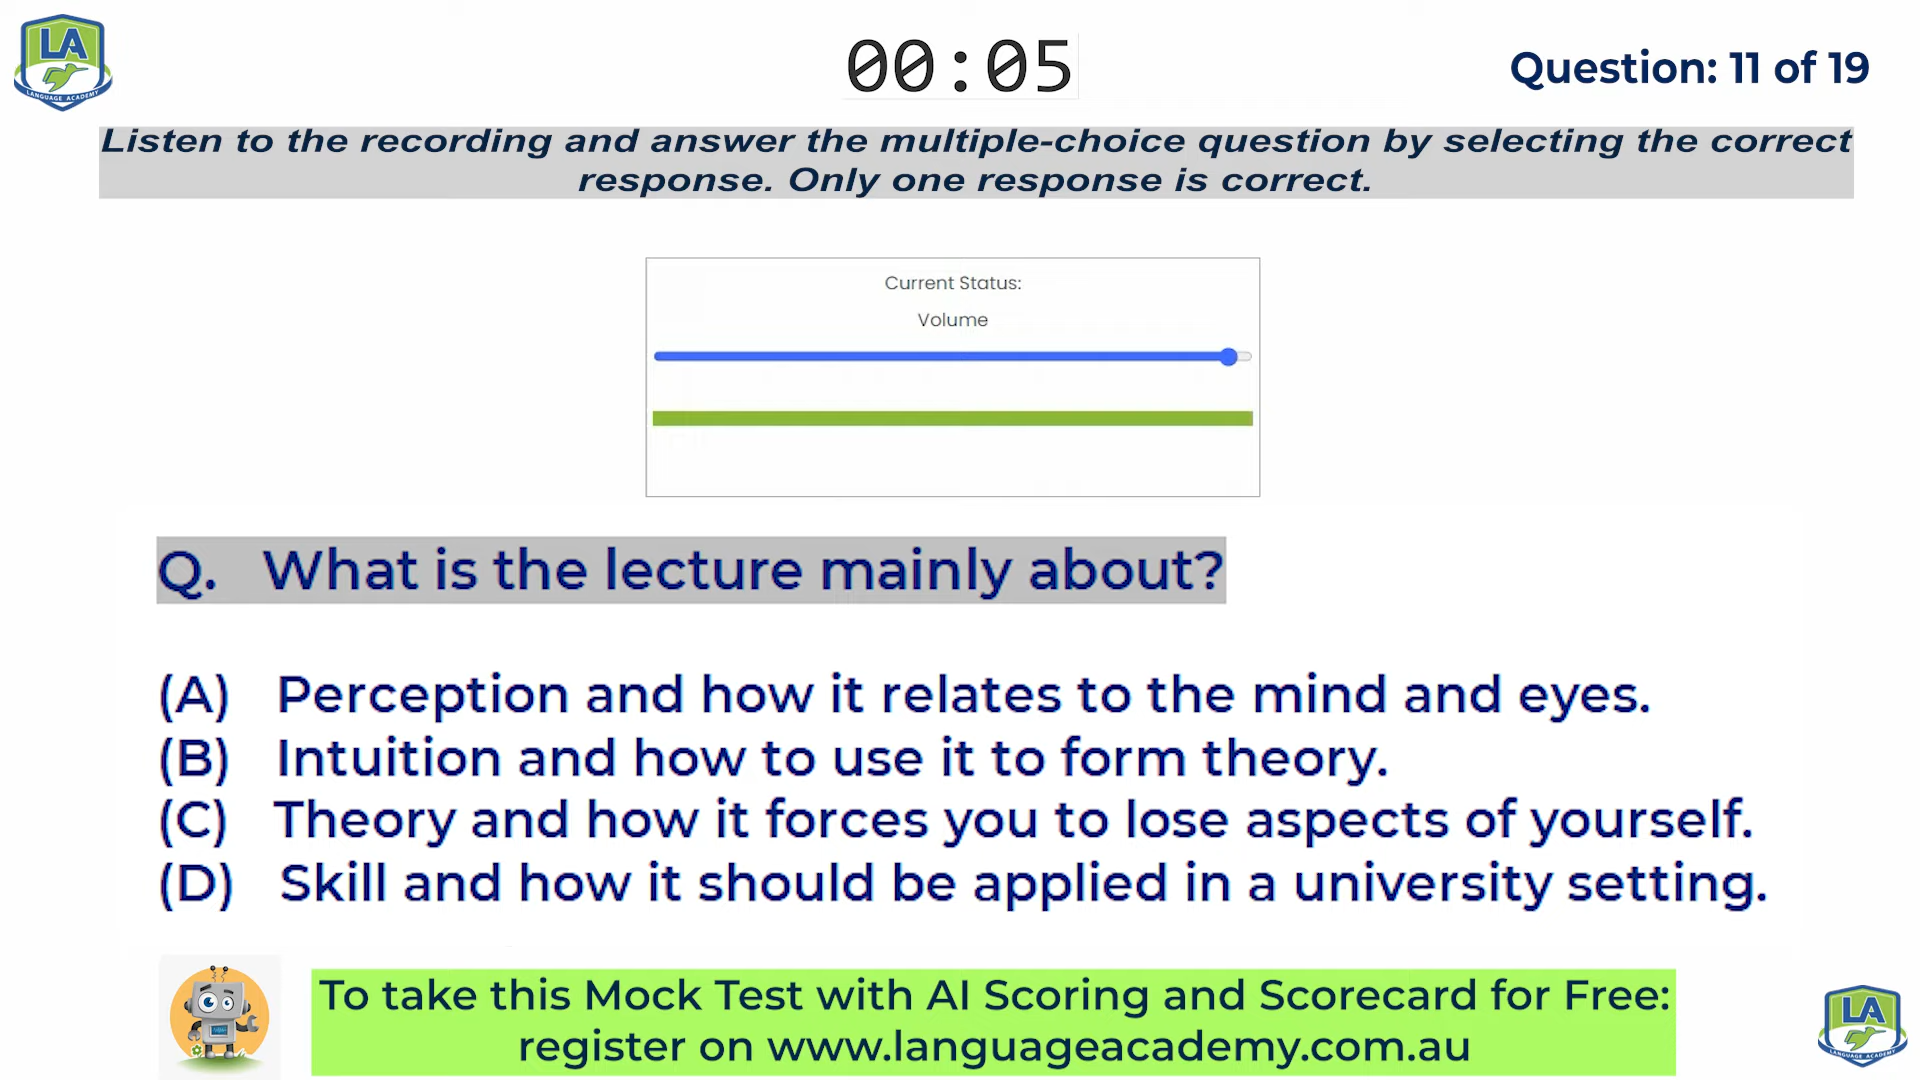 LA
LANGUAGE ACADEMY
00:05
Question: 11 of 19
Listen to the recording and answer the multiple-choice question by selecting the correct
response. Only one response is correct.
Current Status:
Volume
Q. What is the lecture mainly about?
(A) Perception and how it relates to the mind and eyes.
(B) Intuition and how to use it to form theory.
(C) Theory and how it forces you to lose aspects of yourself.
(D) Skill and how it should be applied in a university setting.
To take this Mock Test with AI Scoring and Scorecard for Free:
register on www.languageacademy.com.au
LA
LANGUAGE ACADEMY